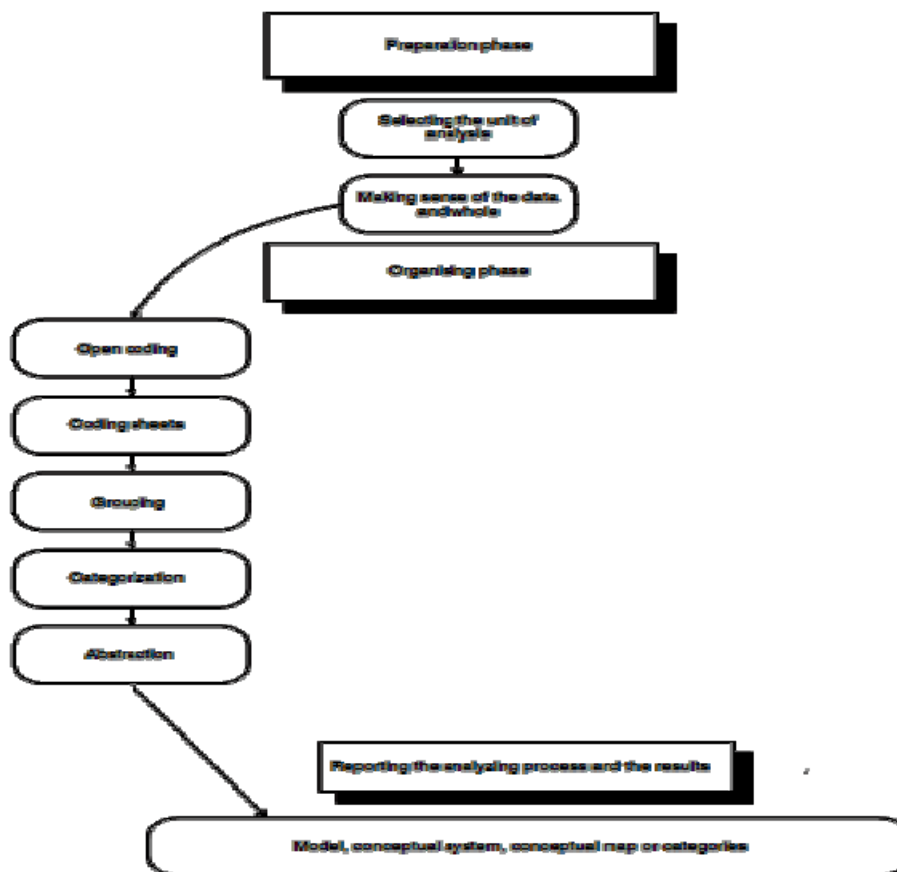 Preparation phase
Selecting the unit of
analysis
Making sense of the data
and whole
Organising phase
Open coding
Coding sheets
Grouping
Categorization
Abstraction
Reporting the analyzing process and the results
Model, conceptual system, conceptual map or categories